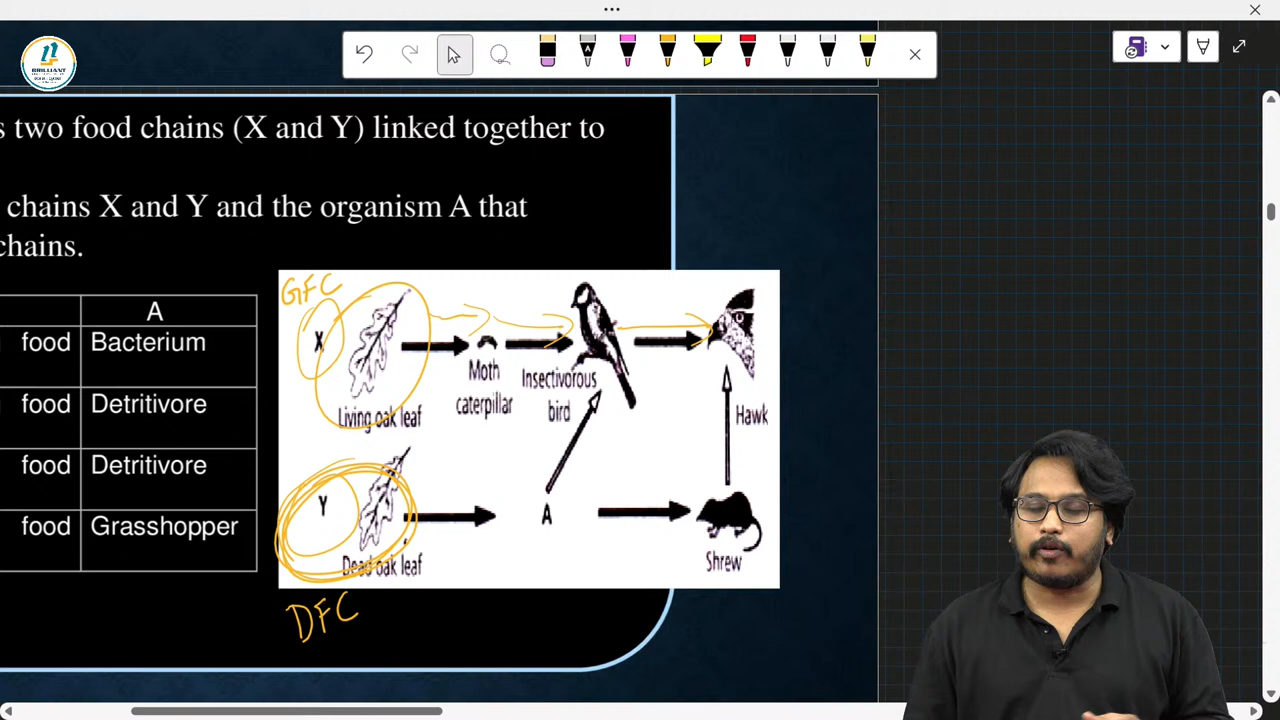 BRILLIANT
s two food chains (X and Y) linked together to
chains X and Y and the organism A that
chains.
A
food Bacterium
food Detritivore
food Detritivore
food Grasshopper
GFC
X
Living oak leaf
Moth
caterpillar
Insectivorous
bird
Hawk
Y
Dead oak leaf
A
Shrew
DFC